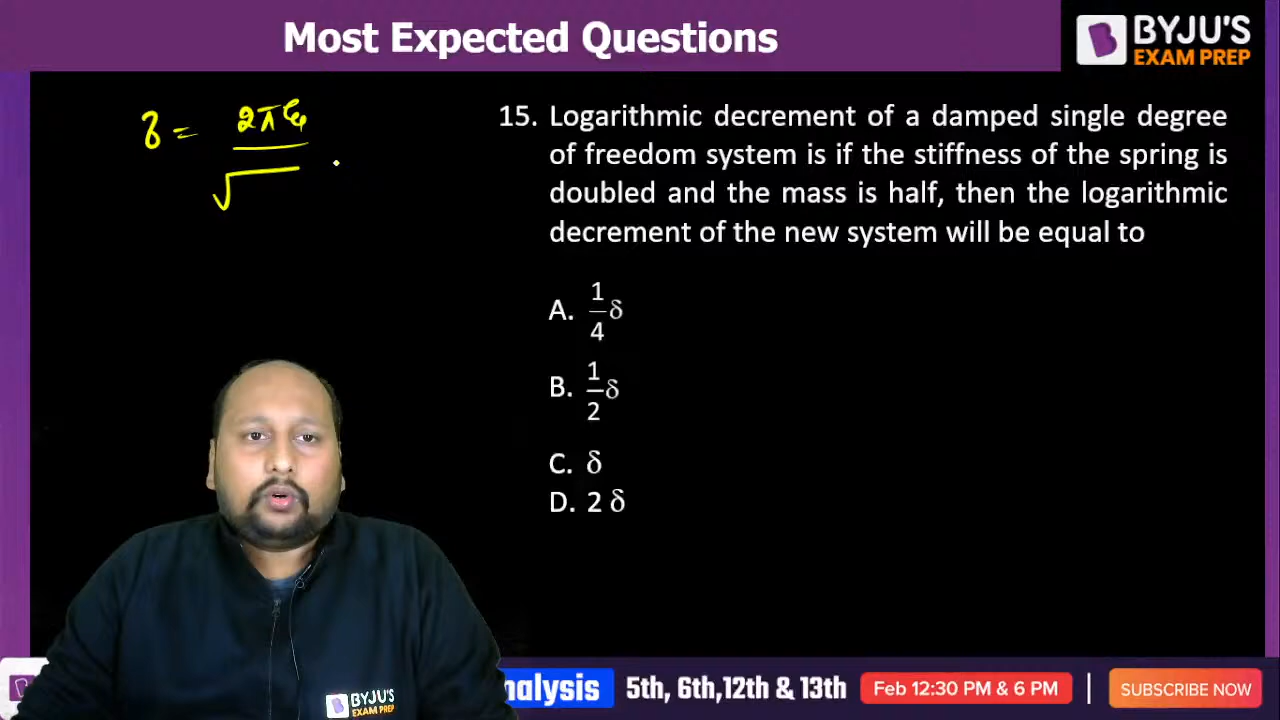 Most Expected Questions
BYJU'S
EXAM PREP
δ = 2πξ
√
15. Logarithmic decrement of a damped single degree
of freedom system is if the stiffness of the spring is
doubled and the mass is half, then the logarithmic
decrement of the new system will be equal to
A. 1/4 δ
B. 1/2 δ
C. δ
D. 2 δ
BYJU'S
EXAM PREP
nalysis 5th, 6th,12th & 13th Feb 12:30 PM & 6 PM | SUBSCRIBE NOW